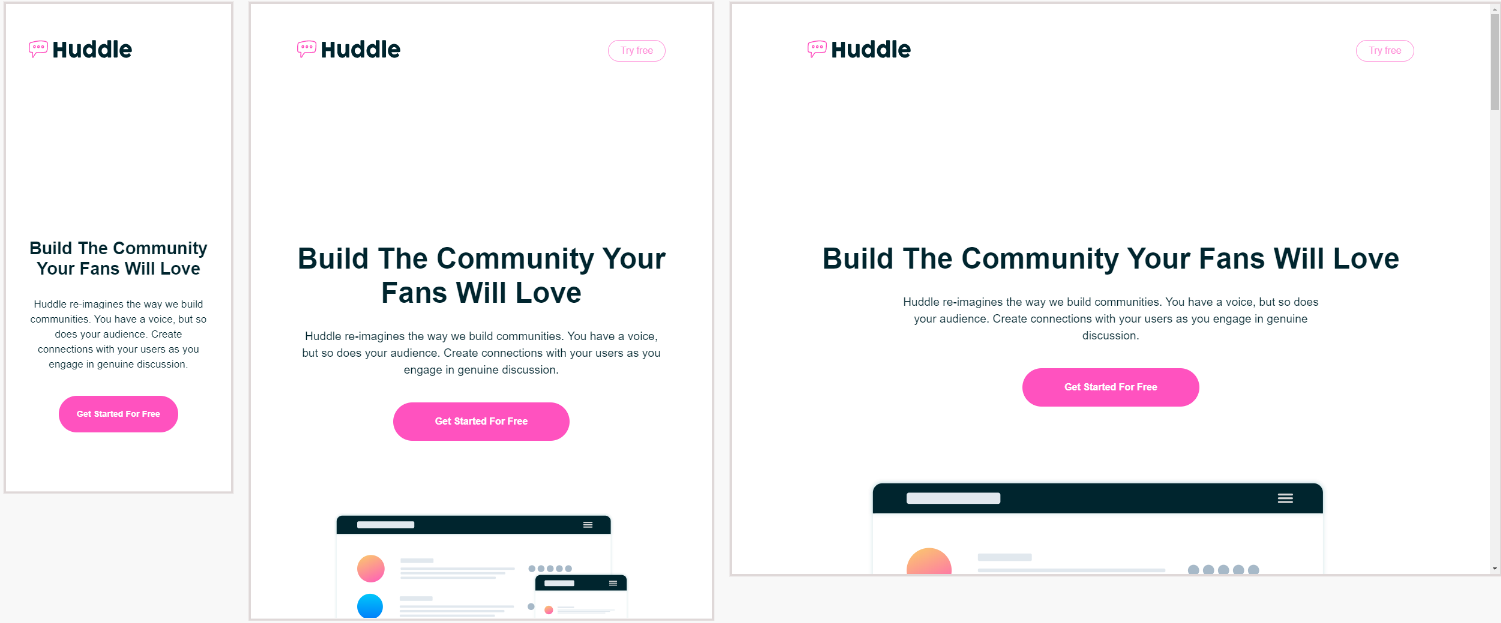 Huddle
Build The Community
Your Fans Will Love
Huddle re-imagines the way we build
communities. You have a voice, but so
does your audience. Create
connections with your users as you
engage in genuine discussion.
Get Started For Free
Huddle
Try free
Build The Community Your
Fans Will Love
Huddle re-imagines the way we build communities. You have a voice,
but so does your audience. Create connections with your users as you
engage in genuine discussion.
Get Started For Free
Huddle
Try free
Build The Community Your Fans Will Love
Huddle re-imagines the way we build communities. You have a voice, but so does
your audience. Create connections with your users as you engage in genuine
discussion.
Get Started For Free